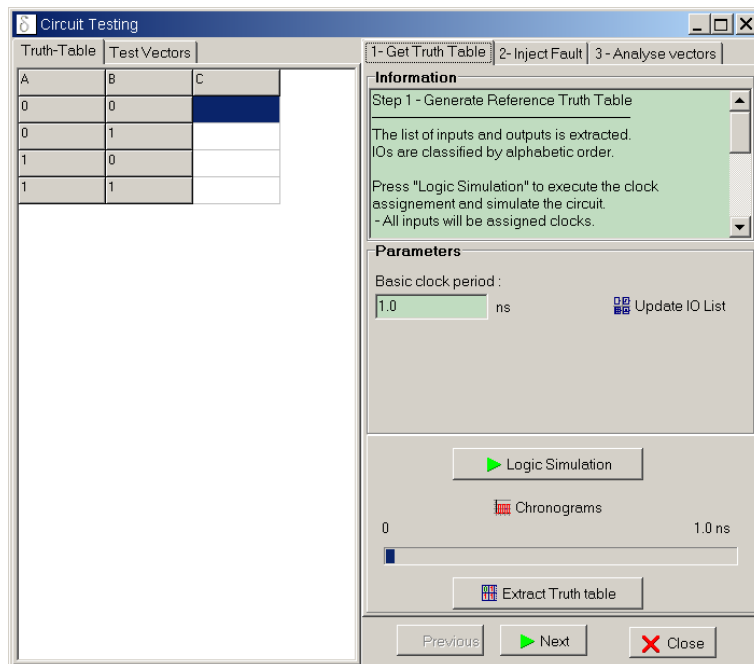 δ Circuit Testing
Truth-Table Test Vectors
A B C
0 0
0 1
1 0
1 1
1- Get Truth Table 2- Inject Fault 3 - Analyse vectors
Information
Step 1 - Generate Reference Truth Table
The list of inputs and outputs is extracted.
IOs are classified by alphabetic order.
Press "Logic Simulation" to execute the clock
assignement and simulate the circuit.
- All inputs will be assigned clocks.
Parameters
Basic clock period :
1.0 ns Update IO List
Logic Simulation
Chronograms
0 1.0 ns
Extract Truth table
Previous Next Close